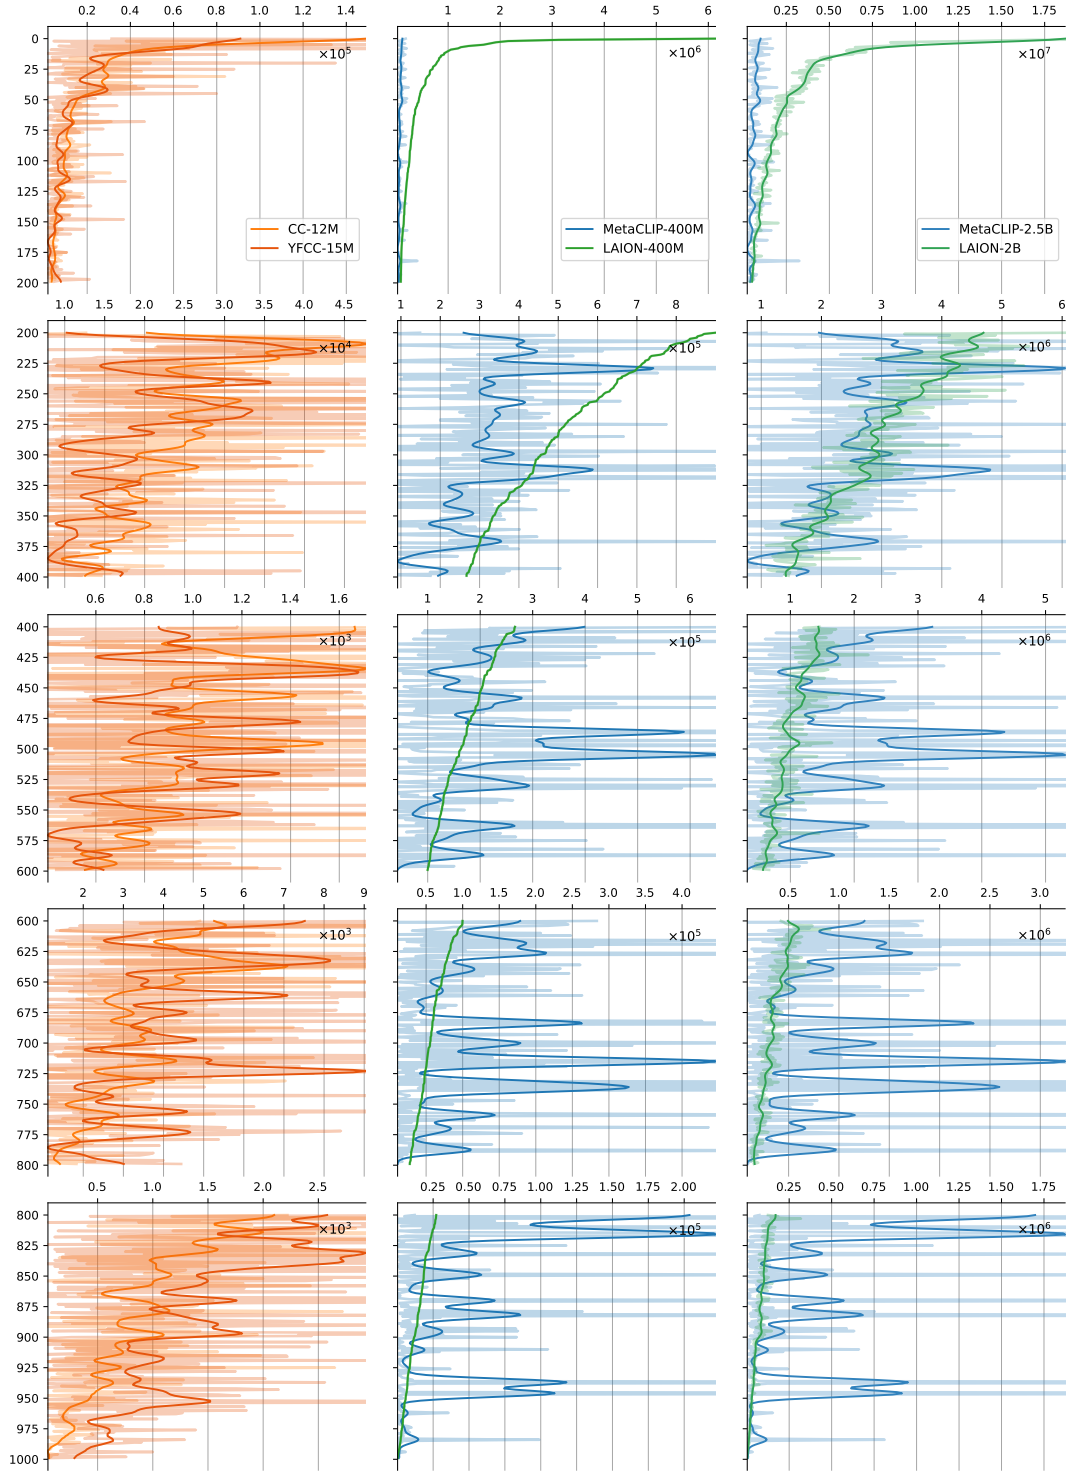 0.2 0.4 0.6 0.8 1.0 1.2 1.4
1 2 3 4 5 6
0.25 0.50 0.75 1.00 1.25 1.50 1.75
0
25
50
75
100
125
150
175
200
×10⁵
×10⁶
×10⁷
CC-12M
YFCC-15M
MetaCLIP-400M
LAION-400M
MetaCLIP-2.5B
LAION-2B
1.0 1.5 2.0 2.5 3.0 3.5 4.0 4.5
1 2 3 4 5 6 7 8
1 2 3 4 5 6
200
225
250
275
300
325
350
375
400
×10⁴
×10⁵
×10⁶
0.6 0.8 1.0 1.2 1.4 1.6
1 2 3 4 5 6
1 2 3 4 5
400
425
450
475
500
525
550
575
600
×10³
×10⁵
×10⁶
2 3 4 5 6 7 8 9
0.5 1.0 1.5 2.0 2.5 3.0 3.5 4.0
0.5 1.0 1.5 2.0 2.5 3.0
600
625
650
675
700
725
750
775
800
×10³
×10⁵
×10⁶
0.5 1.0 1.5 2.0 2.5
0.25 0.50 0.75 1.00 1.25 1.50 1.75 2.00
0.25 0.50 0.75 1.00 1.25 1.50 1.75
800
825
850
875
900
925
950
975
1000
×10³
×10⁵
×10⁶